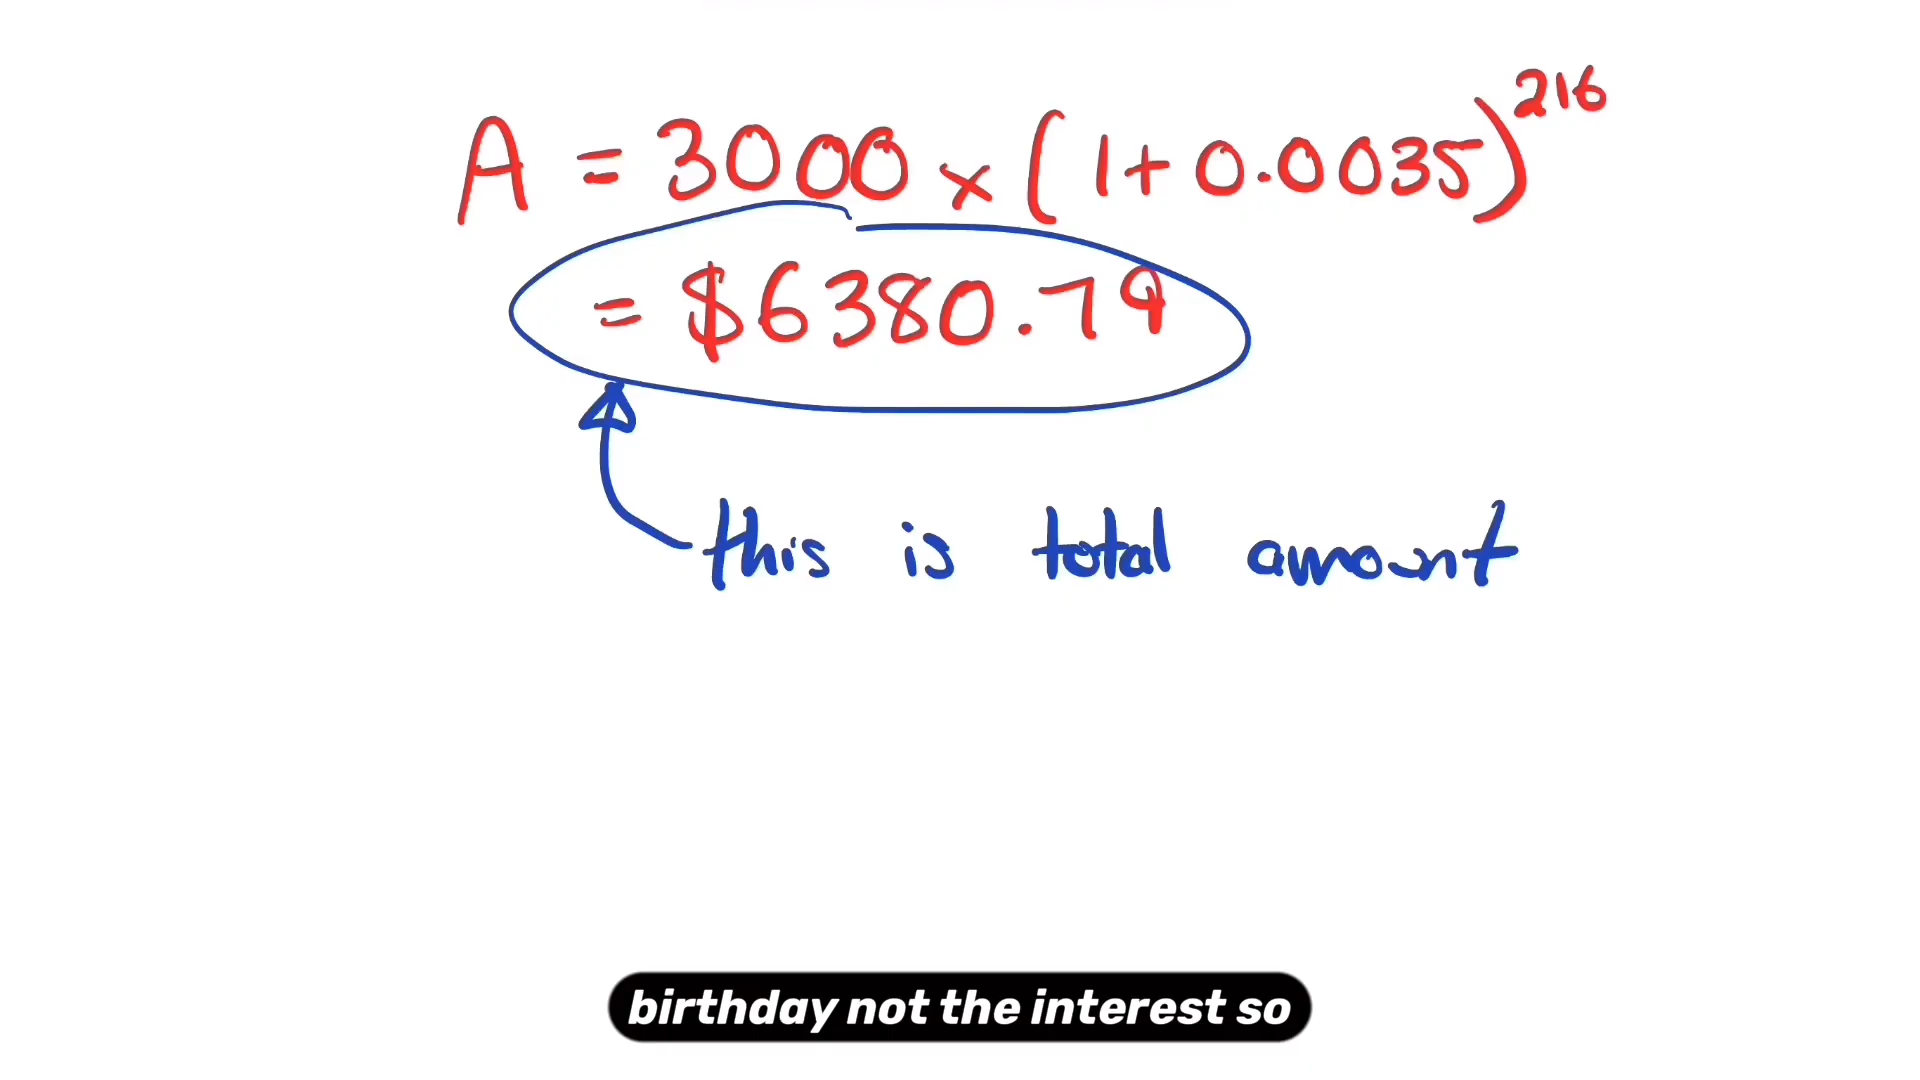 A = 3000 × (1+0.0035)²¹⁶
= $6380.79
this is total amount
birthday not the interest so